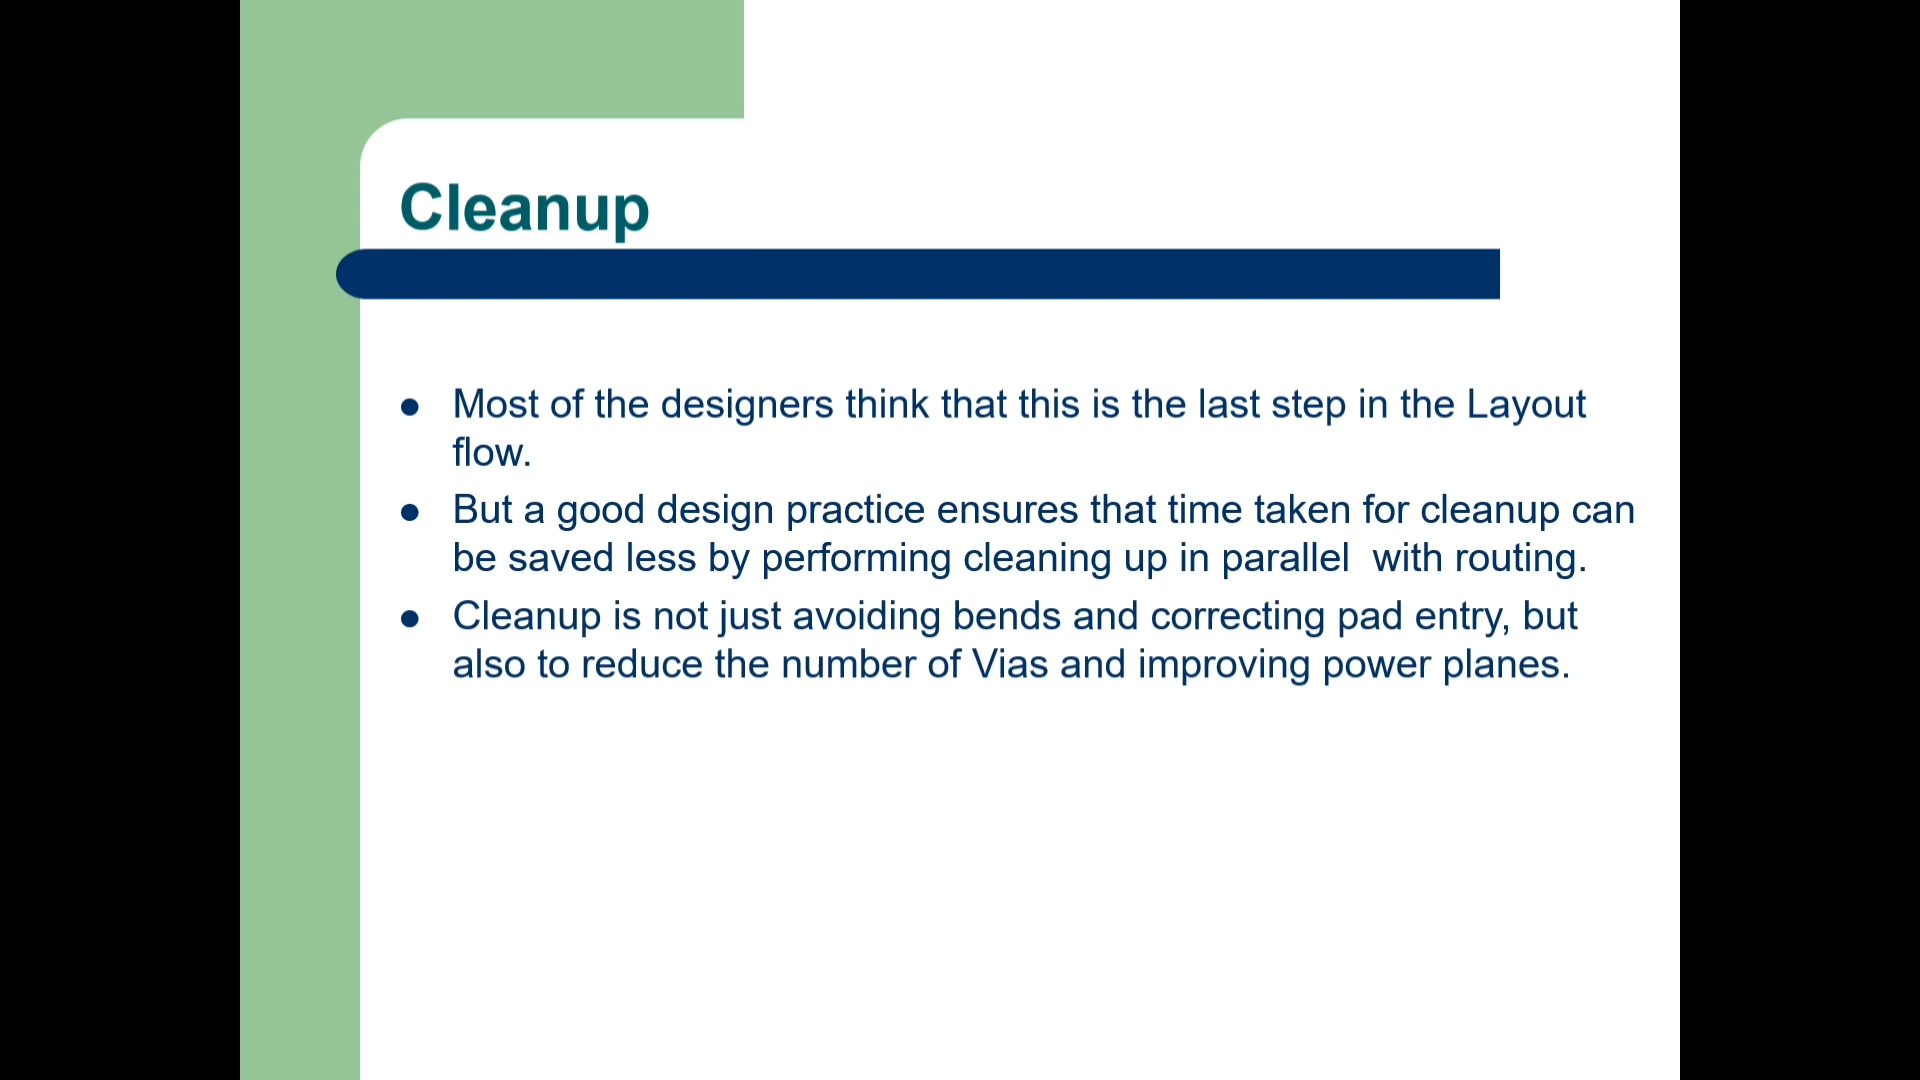 Cleanup
Most of the designers think that this is the last step in the Layout
flow.
But a good design practice ensures that time taken for cleanup can
be saved less by performing cleaning up in parallel  with routing.
Cleanup is not just avoiding bends and correcting pad entry, but
also to reduce the number of Vias and improving power planes.